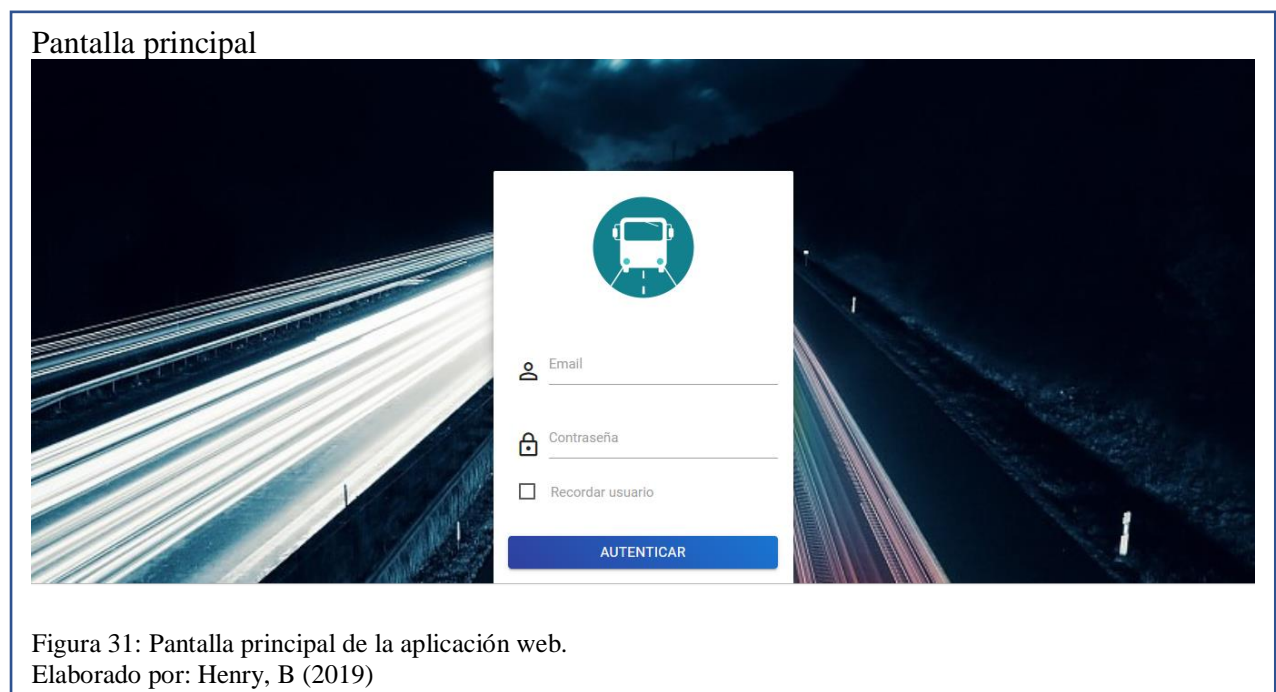 Pantalla principal
Email
Contraseña
Recordar usuario
AUTENTICAR
Figura 31: Pantalla principal de la aplicación web.
Elaborado por: Henry, B (2019)